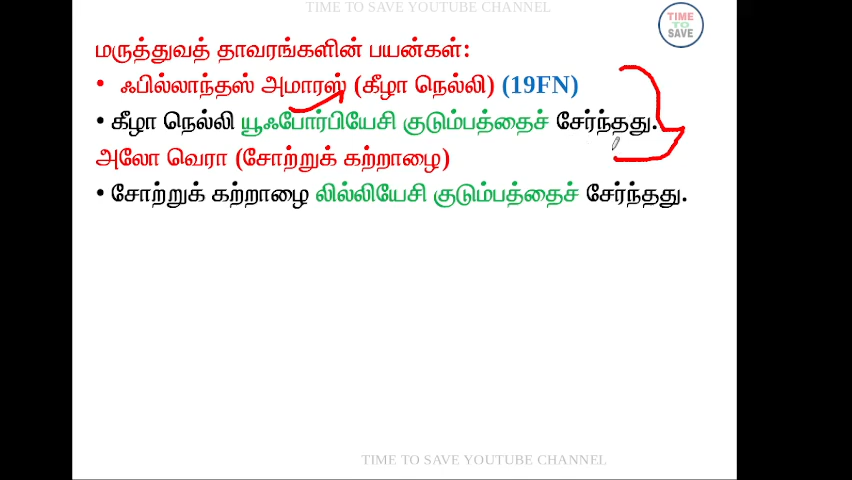 TIME TO SAVE YOUTUBE CHANNEL
TIME
TO
SAVE
மருத்துவத் தாவரங்களின் பயன்கள்:
• ஃபில்லாந்தஸ் அமாரஸ் (கீழா நெல்லி) (19FN)
• கீழா நெல்லி யூஃபோர்பியேசி குடும்பத்தைச் சேர்ந்தது.
அலோ வெரா (சோற்றுக் கற்றாழை)
• சோற்றுக் கற்றாழை லில்லியேசி குடும்பத்தைச் சேர்ந்தது.
TIME TO SAVE YOUTUBE CHANNEL